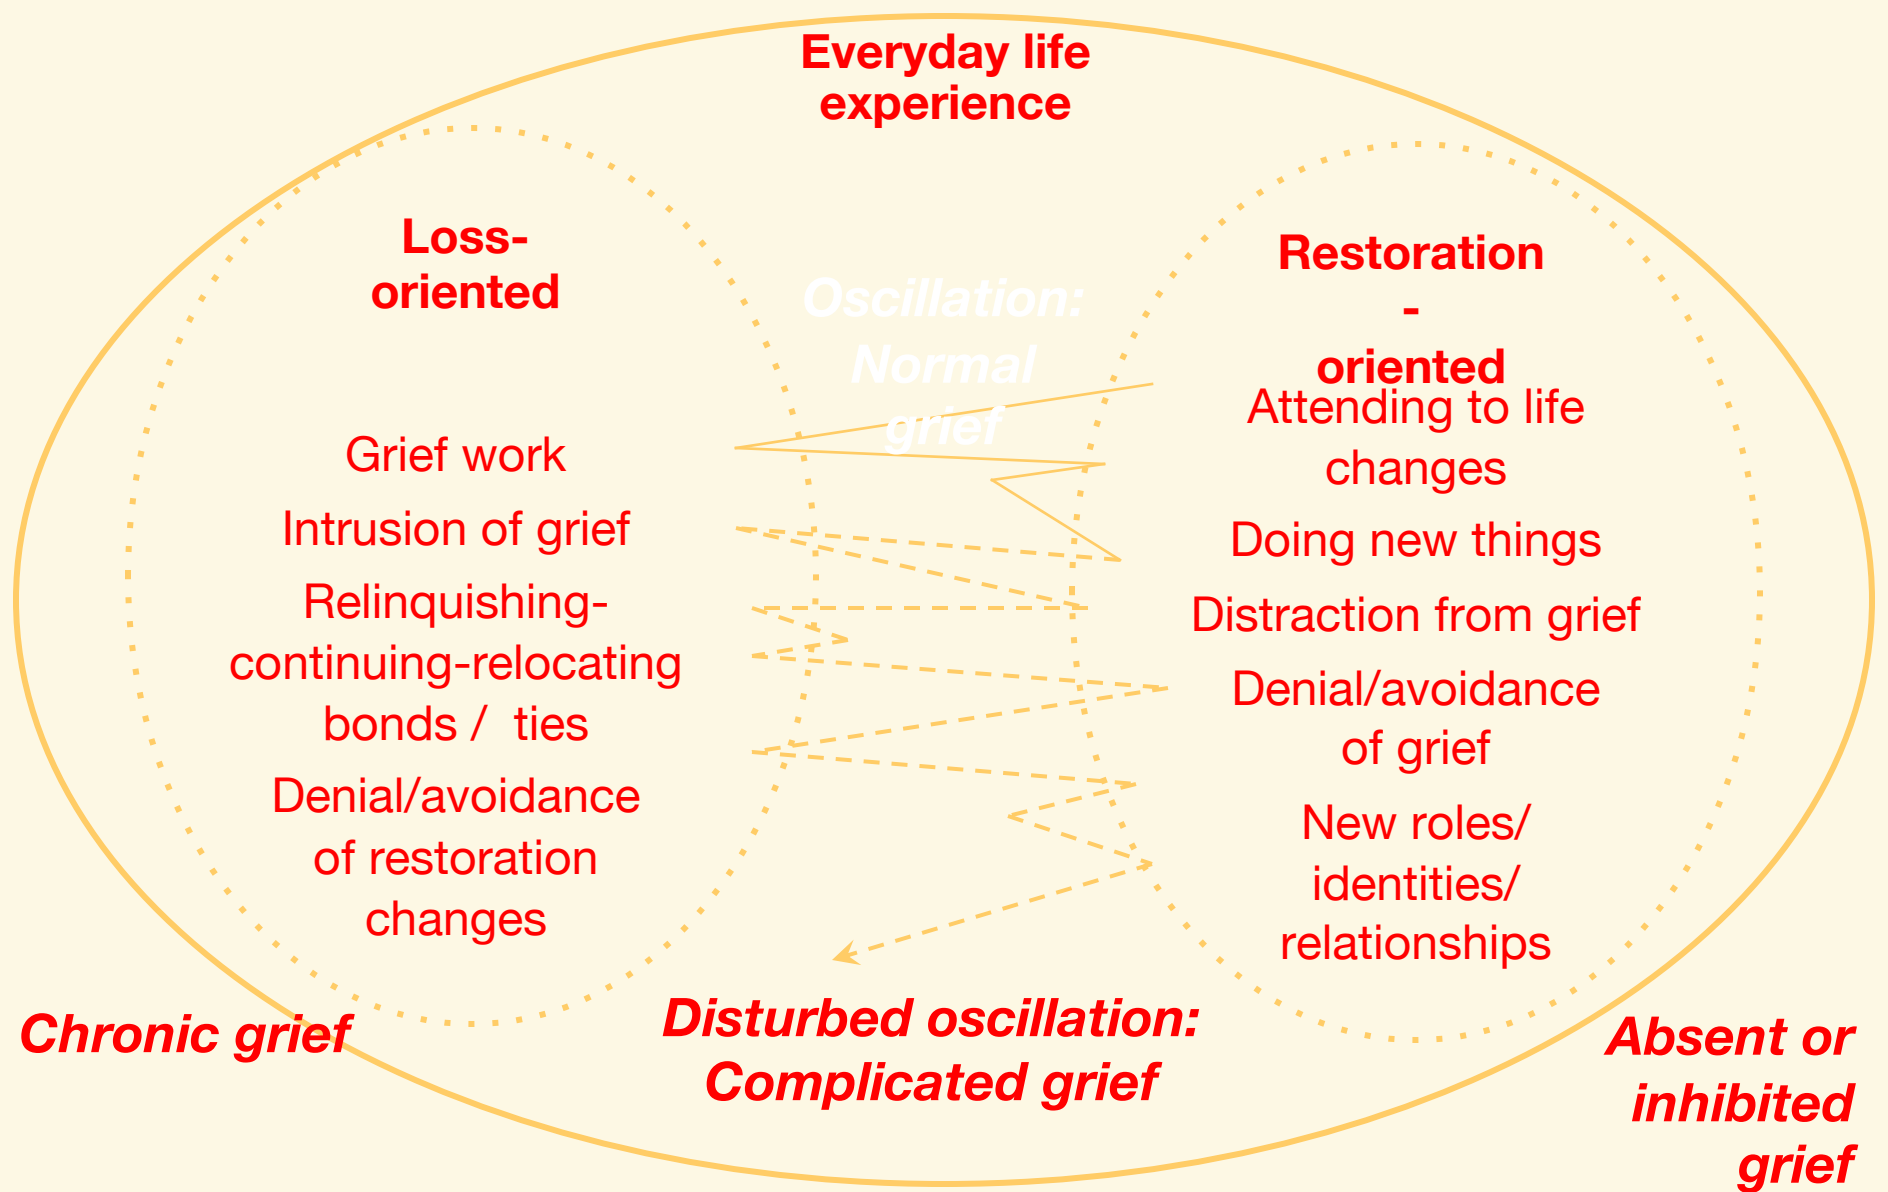 Everyday life
experience
Loss-
oriented
Grief work
Intrusion of grief
Relinquishing-
continuing-relocating
bonds /  ties
Denial/avoidance
of restoration
changes
Oscillation:
Normal
grief
Restoration
-
oriented
Attending to life
changes
Doing new things
Distraction from grief
Denial/avoidance
of grief
New roles/
identities/
relationships
Chronic grief
Disturbed oscillation:
Complicated grief
Absent or
inhibited
grief